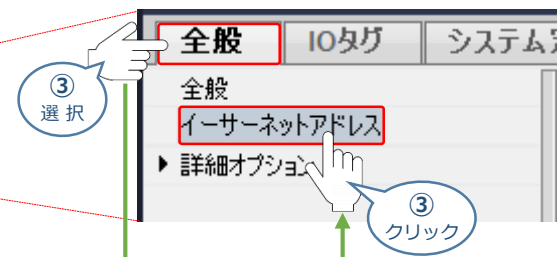 全般
IOタグ
システム
③
選 択
全般
イーサーネットアドレス
詳細オプション
③
クリック